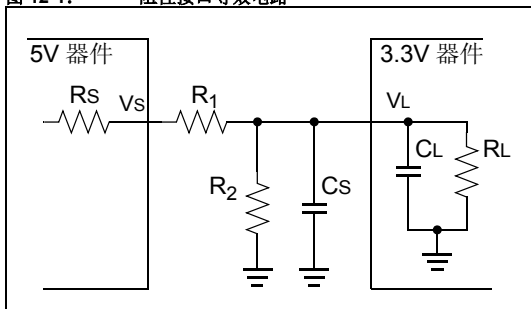 图 12-1： 阻性接口等效电路
5V 器件
3.3V 器件
RS
VS
R1
VL
R2
CS
CL
RL